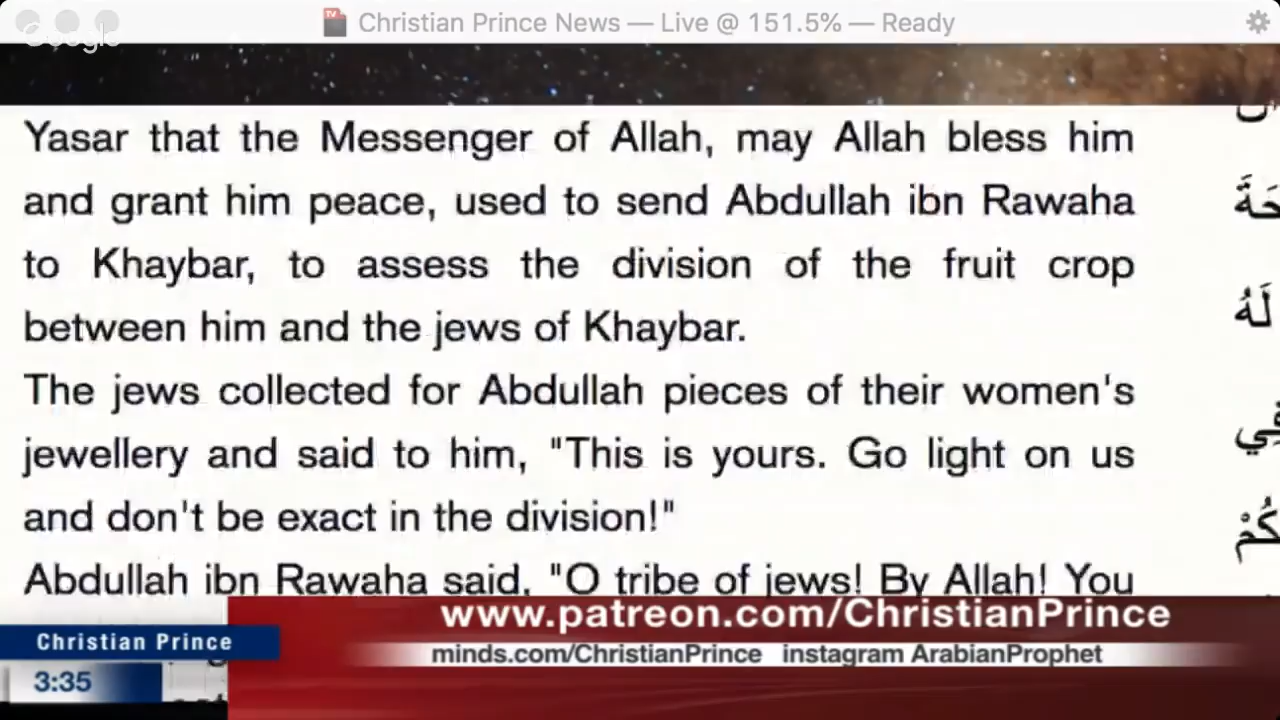 Christian Prince News — Live @ 151.5% — Ready
Google
Yasar that the Messenger of Allah, may Allah bless him
and grant him peace, used to send Abdullah ibn Rawaha
to Khaybar, to assess the division of the fruit crop
between him and the jews of Khaybar.
The jews collected for Abdullah pieces of their women's
jewellery and said to him, "This is yours. Go light on us
and don't be exact in the division!"
Abdullah ibn Rawaha said, "O tribe of jews! By Allah! You
حَةَ
لَهُ
فِي
كُمْ
www.patreon.com/ChristianPrince
Christian Prince
minds.com/ChristianPrince instagram ArabianProphet
3:35